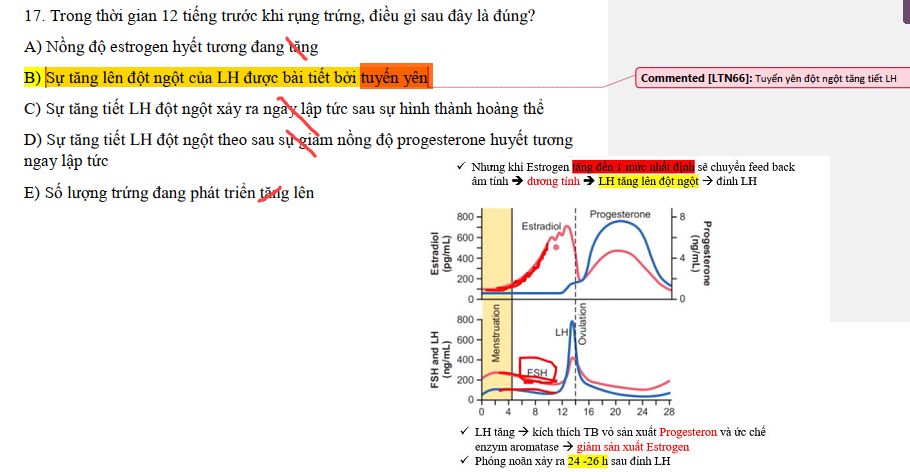 17. Trong thời gian 12 tiếng trước khi rụng trứng, điều gì sau đây là đúng?
A) Nồng độ estrogen hyết tương đang tăng
B) Sự tăng lên đột ngột của LH được bài tiết bởi tuyến yên
Commented [LTN66]: Tuyến yên đột ngột tăng tiết LH
C) Sự tăng tiết LH đột ngột xảy ra ngay lập tức sau sự hình thành hoàng thể
D) Sự tăng tiết LH đột ngột theo sau sự giảm nồng độ progesterone huyết tương
ngay lập tức
E) Số lượng trứng đang phát triển tăng lên
✓ Nhưng khi Estrogen tăng đến 1 mức nhất định sẽ chuyển feed back
âm tính → dương tính → LH tăng lên đột ngột → đỉnh LH
Estradiol
(pg/mL)
800
600
400
200
0
Estradiol
Progesterone
8
4
0
Progesterone
(ng/mL)
FSH and LH
(ng/mL)
800
600
400
200
0
Menstruation
FSH
LH
Ovulation
0 4 8 12 16 20 24 28
✓ LH tăng → kích thích TB vỏ sản xuất Progesteron và ức chế
enzym aromatase → giảm sản xuất Estrogen
✓ Phóng noãn xảy ra 24 -26 h sau đỉnh LH